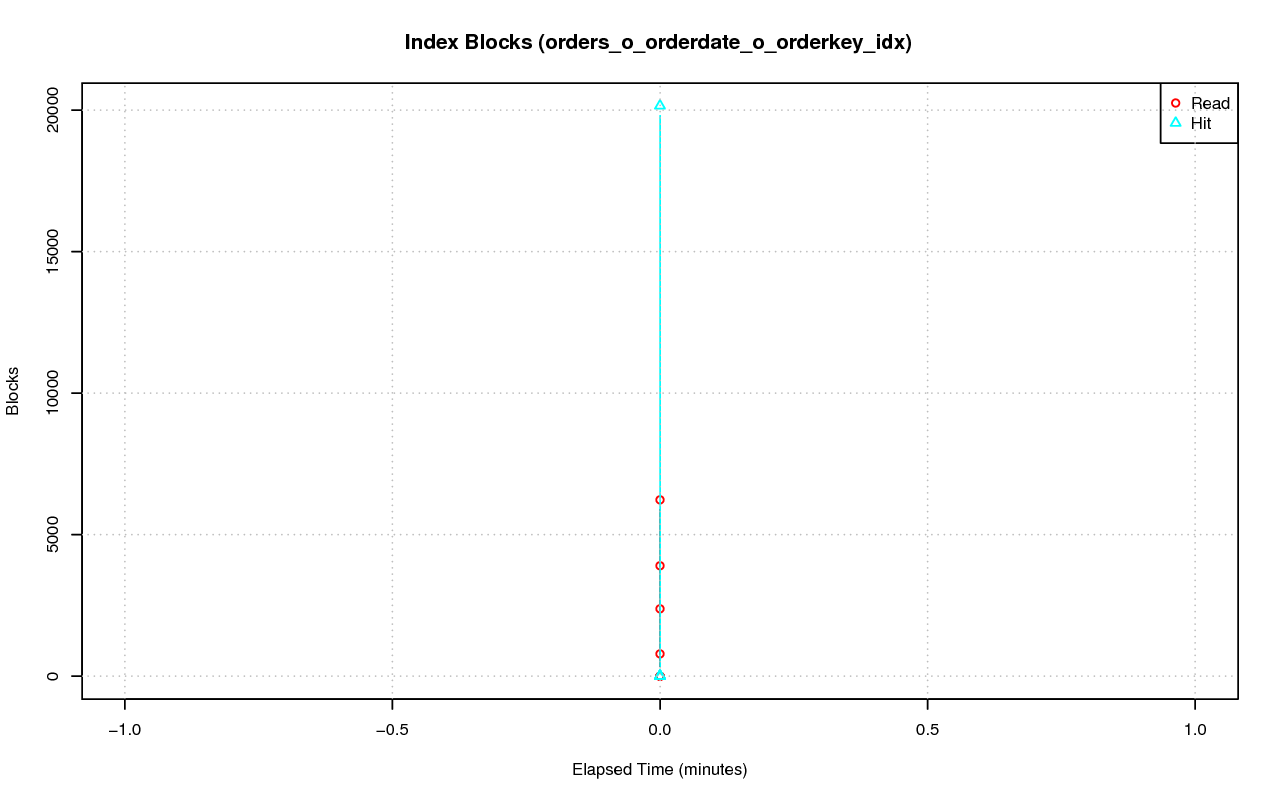 Index Blocks (orders_o_orderdate_o_orderkey_idx)
Read
Hit
20000
15000
10000
5000
0
Blocks
−1.0
−0.5
0.0
0.5
1.0
Elapsed Time (minutes)